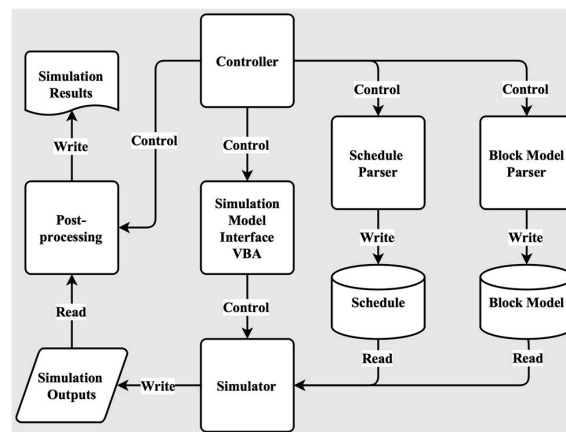 Simulation
Results
Controller
Control
Control
Control
Control
Write
Schedule
Parser
Block Model
Parser
Post-
processing
Simulation
Model
Interface
VBA
Write
Write
Schedule
Block Model
Read
Control
Read
Read
Simulation
Outputs
Write
Simulator